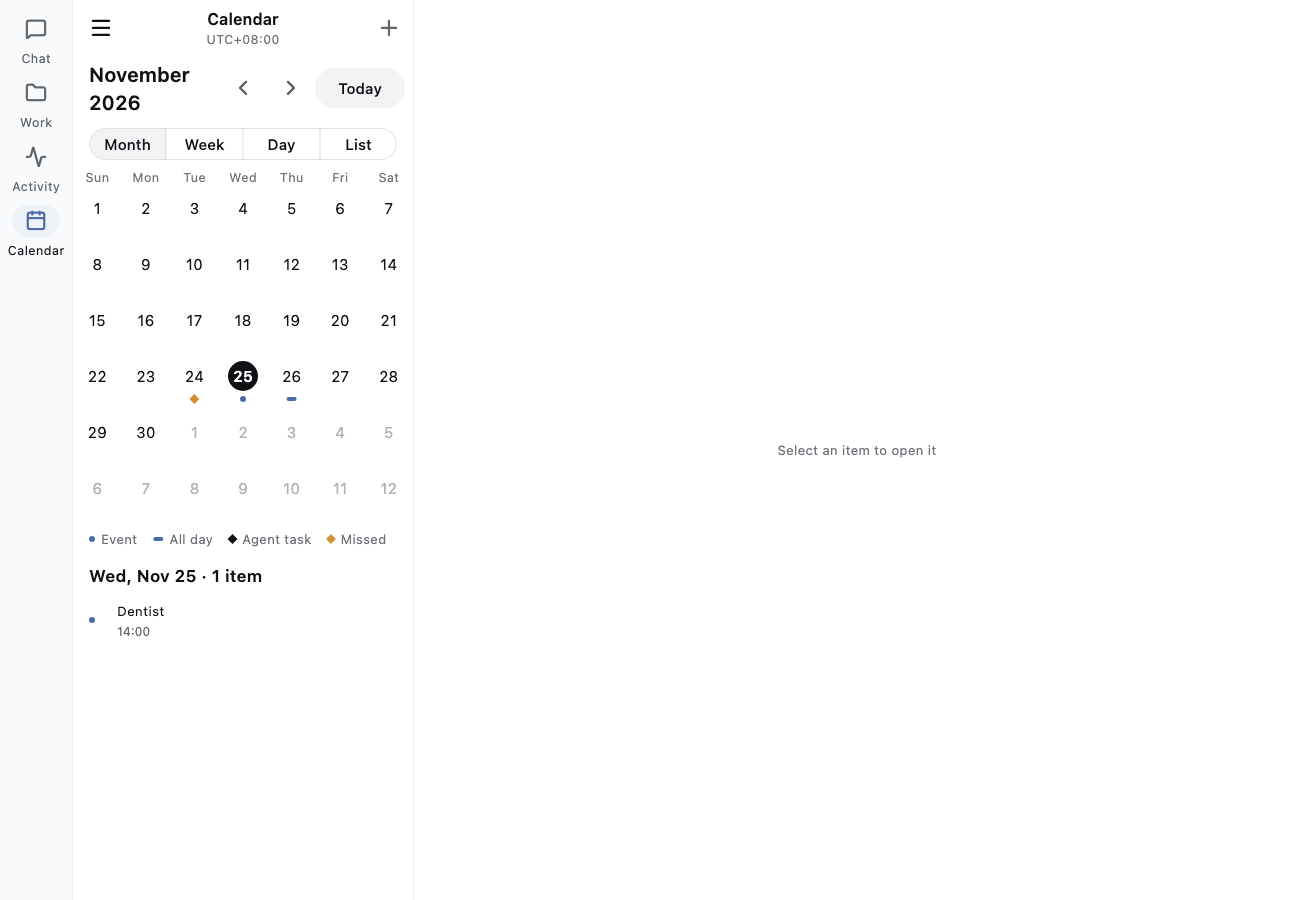 Chat
Work
Activity
Calendar
Calendar
UTC+08:00
November
2026
Today
Month Week Day List
Sun Mon Tue Wed Thu Fri Sat
1 2 3 4 5 6 7
8 9 10 11 12 13 14
15 16 17 18 19 20 21
22 23 24 25 26 27 28
29 30 1 2 3 4 5
6 7 8 9 10 11 12
Event All day Agent task Missed
Wed, Nov 25 · 1 item
Dentist
14:00
Select an item to open it